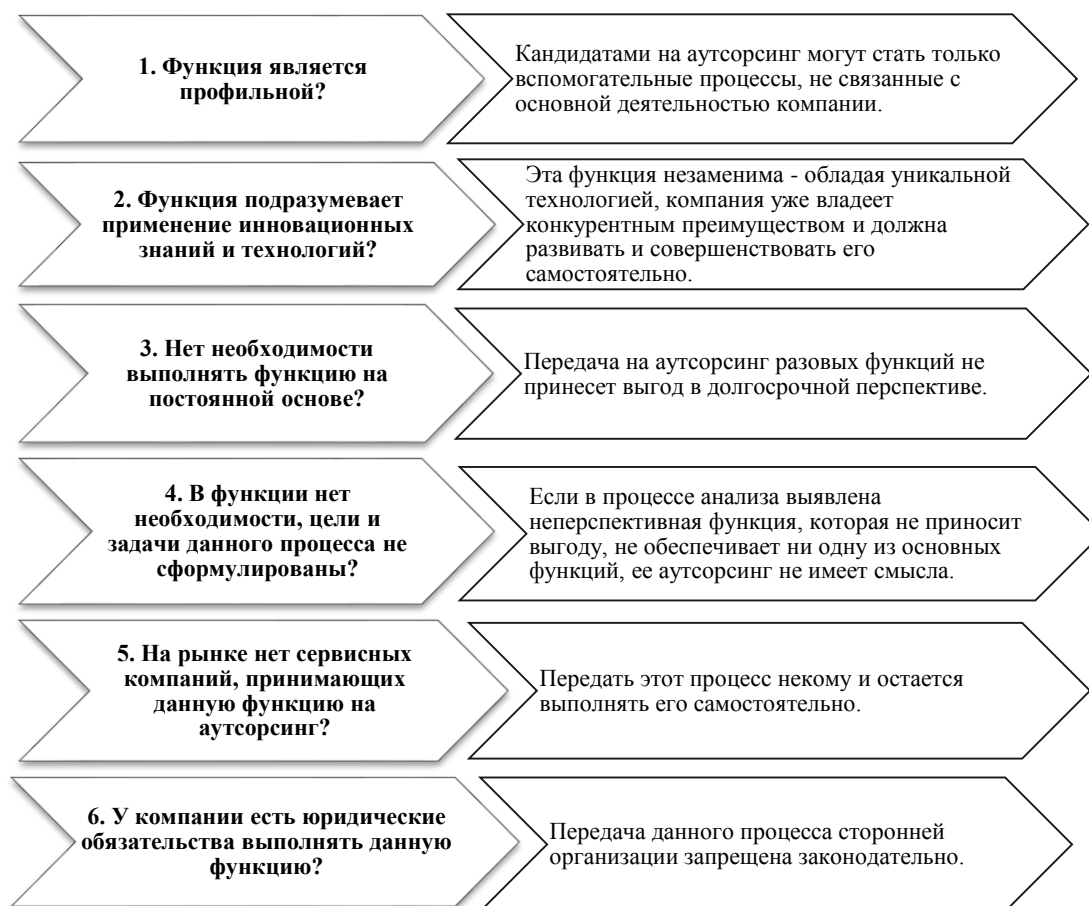 1. Функция является
профильной?
Кандидатами на аутсорсинг могут стать только
вспомогательные процессы, не связанные с
основной деятельностью компании.
2. Функция подразумевает
применение инновационных
знаний и технологий?
Эта функция незаменима - обладая уникальной
технологией, компания уже владеет
конкурентным преимуществом и должна
развивать и совершенствовать его
самостоятельно.
3. Нет необходимости
выполнять функцию на
постоянной основе?
Передача на аутсорсинг разовых функций не
принесет выгод в долгосрочной перспективе.
4. В функции нет
необходимости, цели и
задачи данного процесса не
сформулированы?
Если в процессе анализа выявлена
неперспективная функция, которая не приносит
выгоду, не обеспечивает ни одну из основных
функций, ее аутсорсинг не имеет смысла.
5. На рынке нет сервисных
компаний, принимающих
данную функцию на
аутсорсинг?
Передать этот процесс некому и остается
выполнять его самостоятельно.
6. У компании есть юридические
обязательства выполнять данную
функцию?
Передача данного процесса сторонней
организации запрещена законодательно.